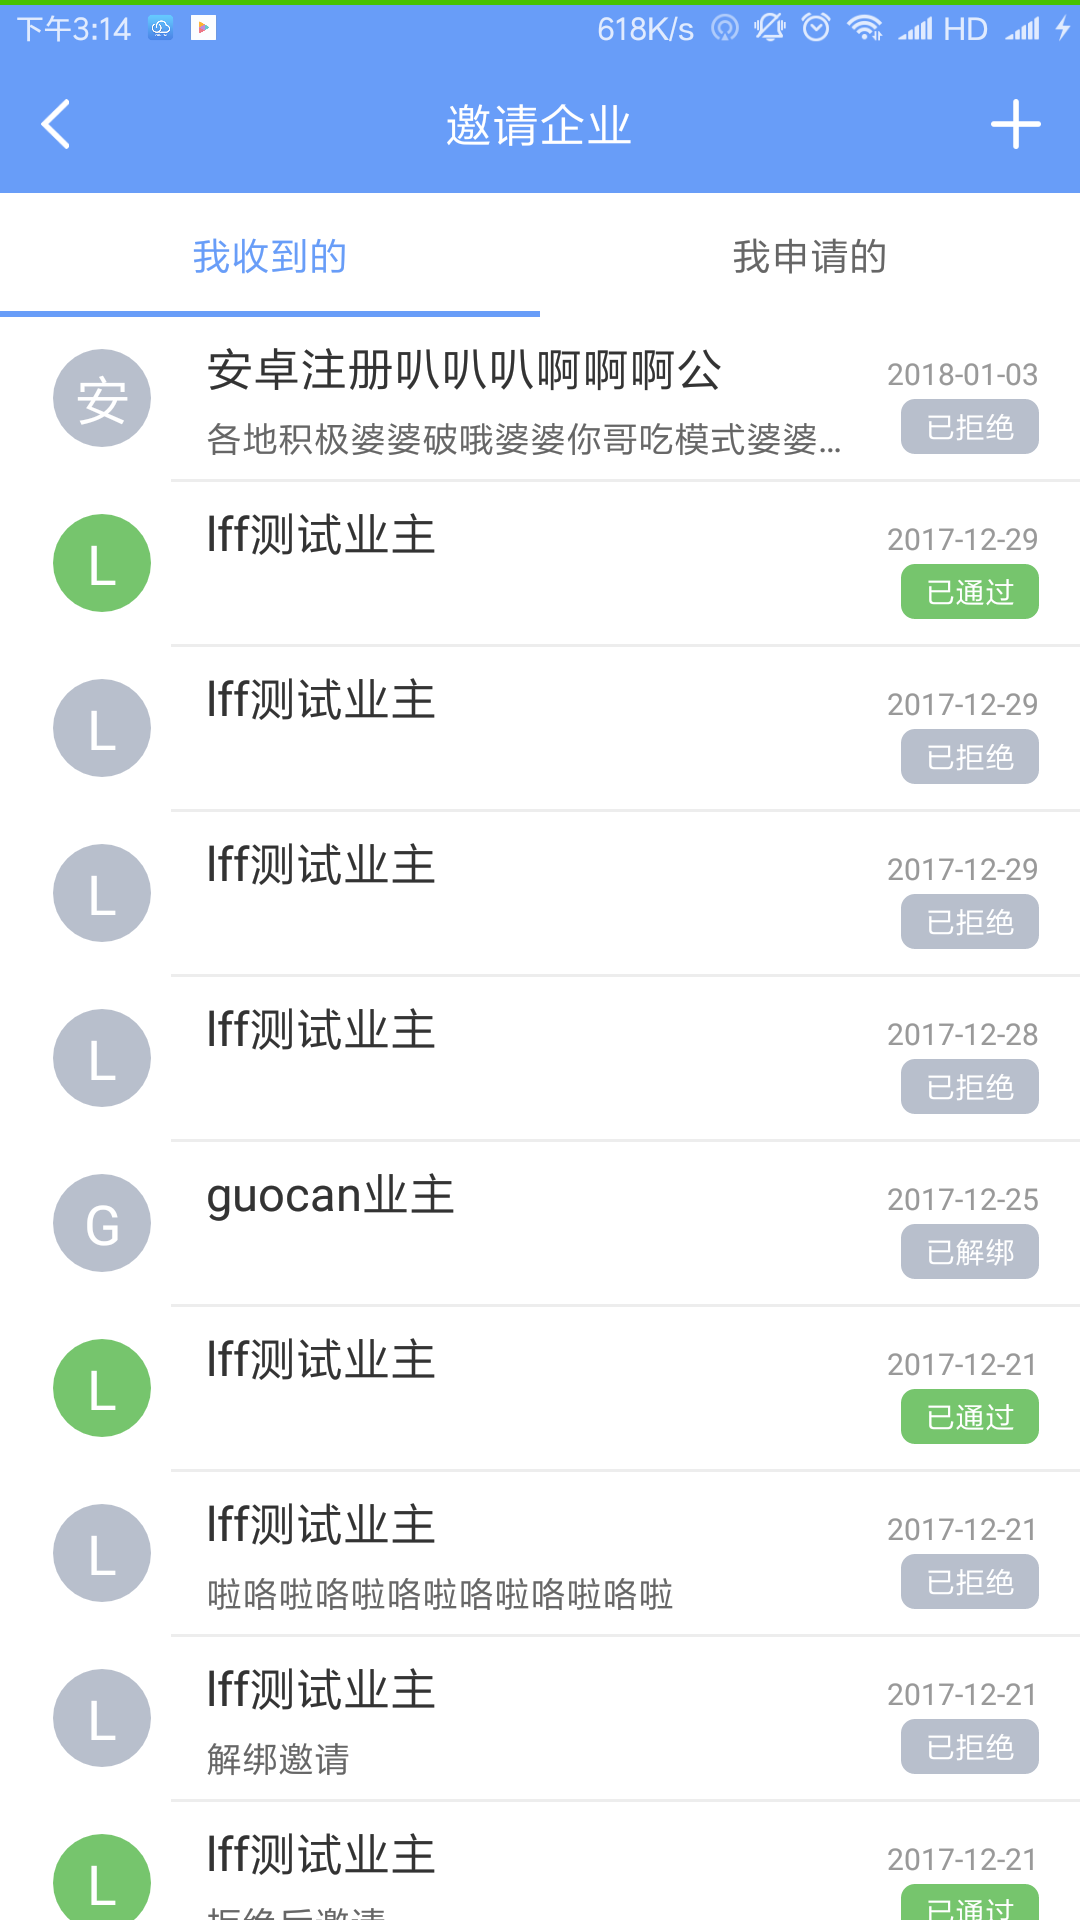 下午3:14 618K/s HD
邀请企业
我收到的 我申请的
安 安卓注册叭叭叭啊啊啊公 2018-01-03
各地积极婆婆破哦婆婆你哥吃模式婆婆... 已拒绝
L lff测试业主 2017-12-29
已通过
L lff测试业主 2017-12-29
已拒绝
L lff测试业主 2017-12-29
已拒绝
L lff测试业主 2017-12-28
已拒绝
G guocan业主 2017-12-25
已解绑
L lff测试业主 2017-12-21
已通过
L lff测试业主 2017-12-21
啦咯啦咯啦咯啦咯啦咯啦咯啦 已拒绝
L lff测试业主 2017-12-21
解绑邀请 已拒绝
L lff测试业主 2017-12-21
拒绝后邀请 已通过